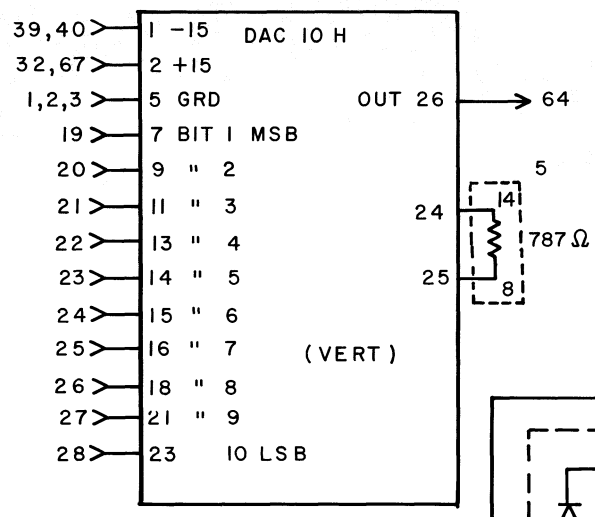 DAC 10 H
39,40 1 -15
32,67 2 +15
1,2,3 5 GRD OUT 26 64
19 7 BIT 1 MSB
20 9 " 2 5
21 11 " 3 24 14
22 13 " 4 787Ω
23 14 " 5 25 8
24 15 " 6
25 16 " 7 (VERT)
26 18 " 8
27 21 " 9
28 23 10 LSB